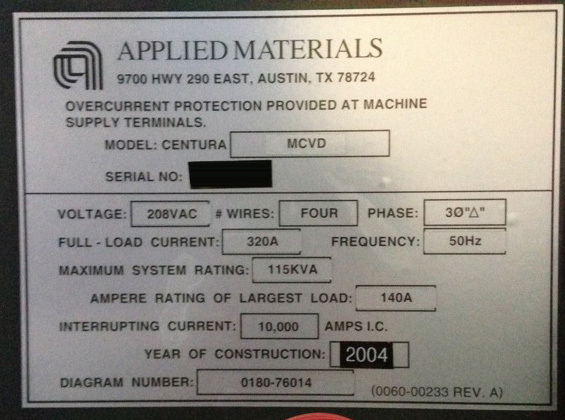 APPLIED MATERIALS
9700 HWY 290 EAST, AUSTIN, TX 78724
OVERCURRENT PROTECTION PROVIDED AT MACHINE
SUPPLY TERMINALS.
MODEL: CENTURA MCVD
SERIAL NO:
VOLTAGE: 208VAC # WIRES: FOUR PHASE: 3Ø"Δ"
FULL - LOAD CURRENT: 320A FREQUENCY: 50Hz
MAXIMUM SYSTEM RATING: 115KVA
AMPERE RATING OF LARGEST LOAD: 140A
INTERRUPTING CURRENT: 10,000 AMPS I.C.
YEAR OF CONSTRUCTION: 2004
DIAGRAM NUMBER: 0180-76014 (0060-00233 REV. A)